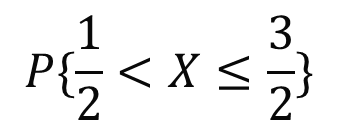 P{1/2 < X ≤ 3/2}